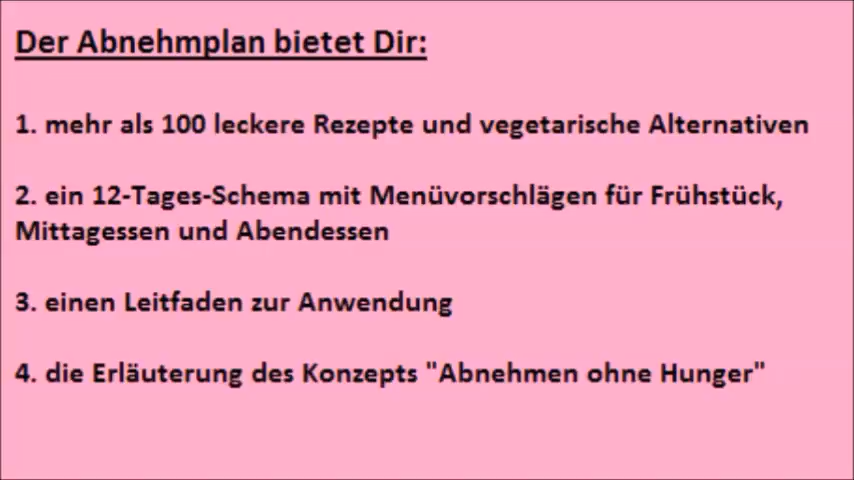 Der Abnehmplan bietet Dir:
1. mehr als 100 leckere Rezepte und vegetarische Alternativen
2. ein 12-Tages-Schema mit Menüvorschlägen für Frühstück,
Mittagessen und Abendessen
3. einen Leitfaden zur Anwendung
4. die Erläuterung des Konzepts "Abnehmen ohne Hunger"